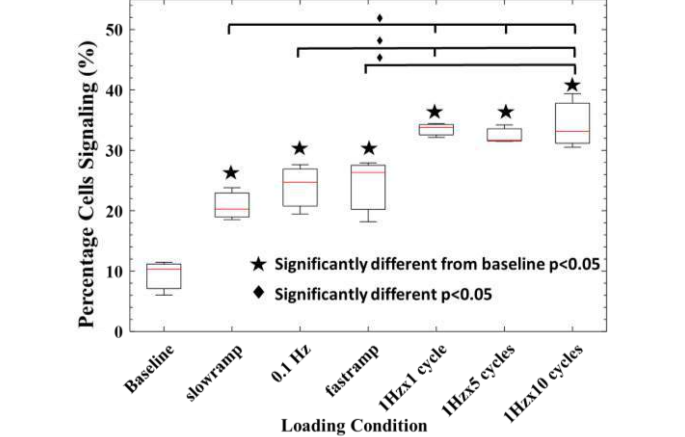 50
40
30
20
10
0
Percentage Cells Signaling (%)
★ Significantly different from baseline p<0.05
♦ Significantly different p<0.05
Baseline
slowramp
0.1 Hz
fastramp
1Hzx1 cycle
1Hzx5 cycles
1Hzx10 cycles
Loading Condition